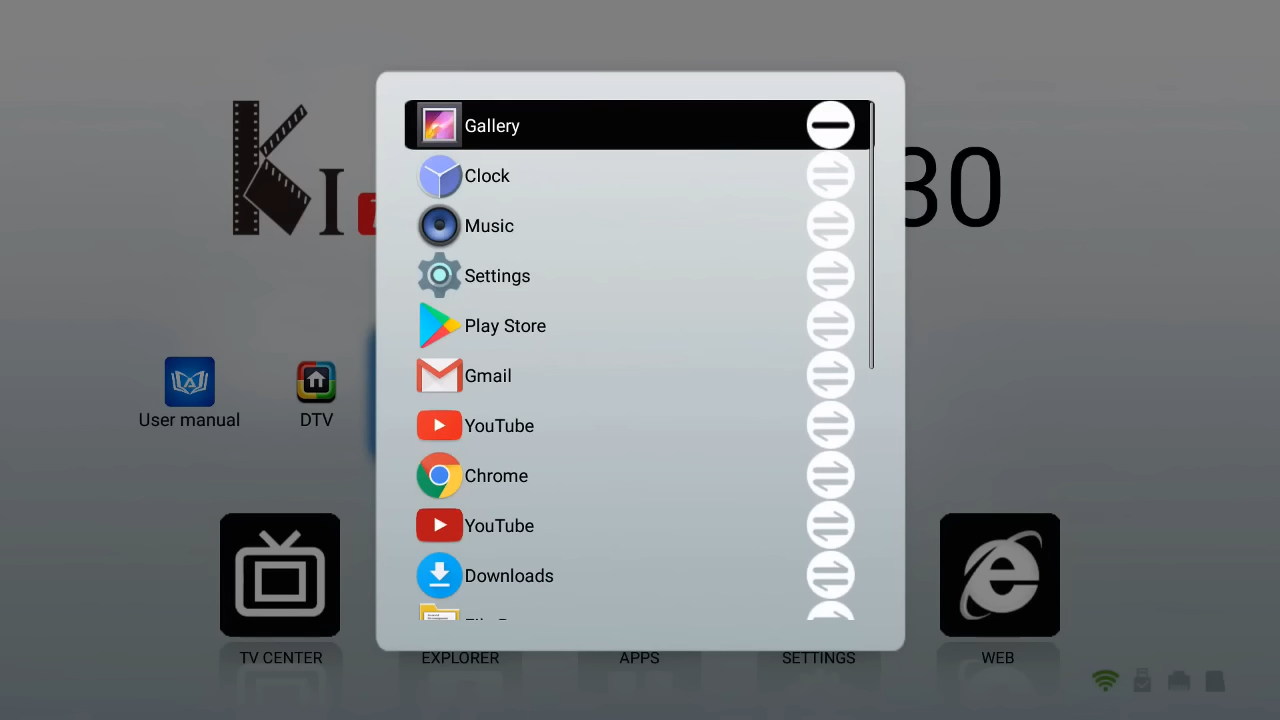 KI
30
Gallery
Clock
Music
Settings
Play Store
Gmail
YouTube
Chrome
YouTube
Downloads
User manual
DTV
TV CENTER
EXPLORER
APPS
SETTINGS
WEB